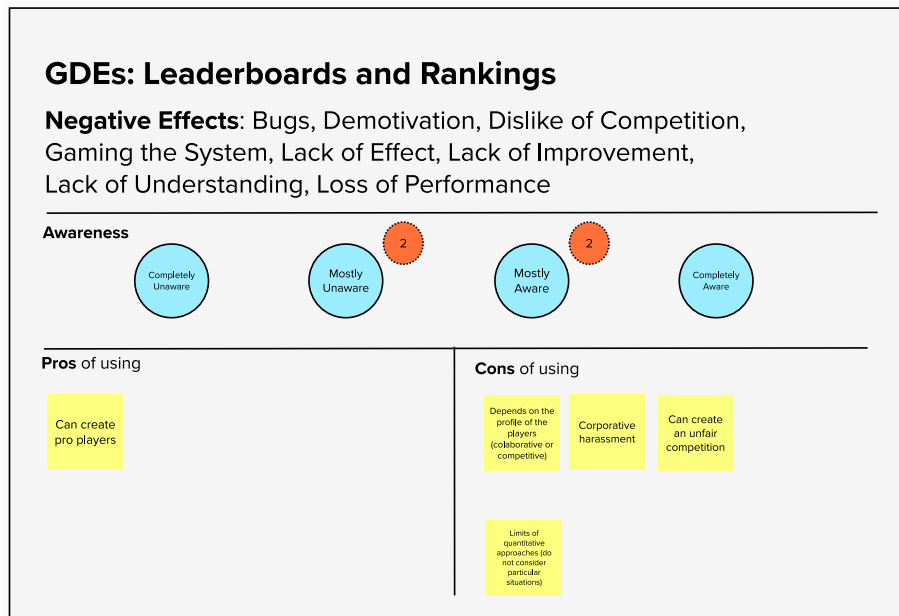 GDEs: Leaderboards and Rankings
Negative Effects: Bugs, Demotivation, Dislike of Competition,
Gaming the System, Lack of Effect, Lack of Improvement,
Lack of Understanding, Loss of Performance
Awareness
Completely
Unaware
Mostly
Unaware
2
Mostly
Aware
2
Completely
Aware
Pros of using
Can create
pro players
Cons of using
Depends on the
profile of the
players
(colaborative or
competitive)
Corporative
harassment
Can create
an unfair
competition
Limits of
quantitative
approaches (do
not consider
particular
situations)